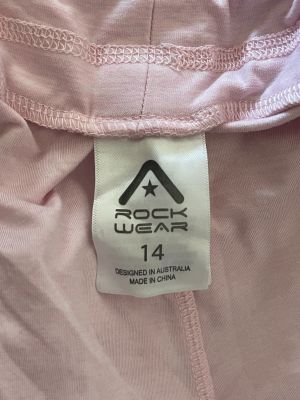 ROCK
WEAR
14
DESIGNED IN AUSTRALIA
MADE IN CHINA